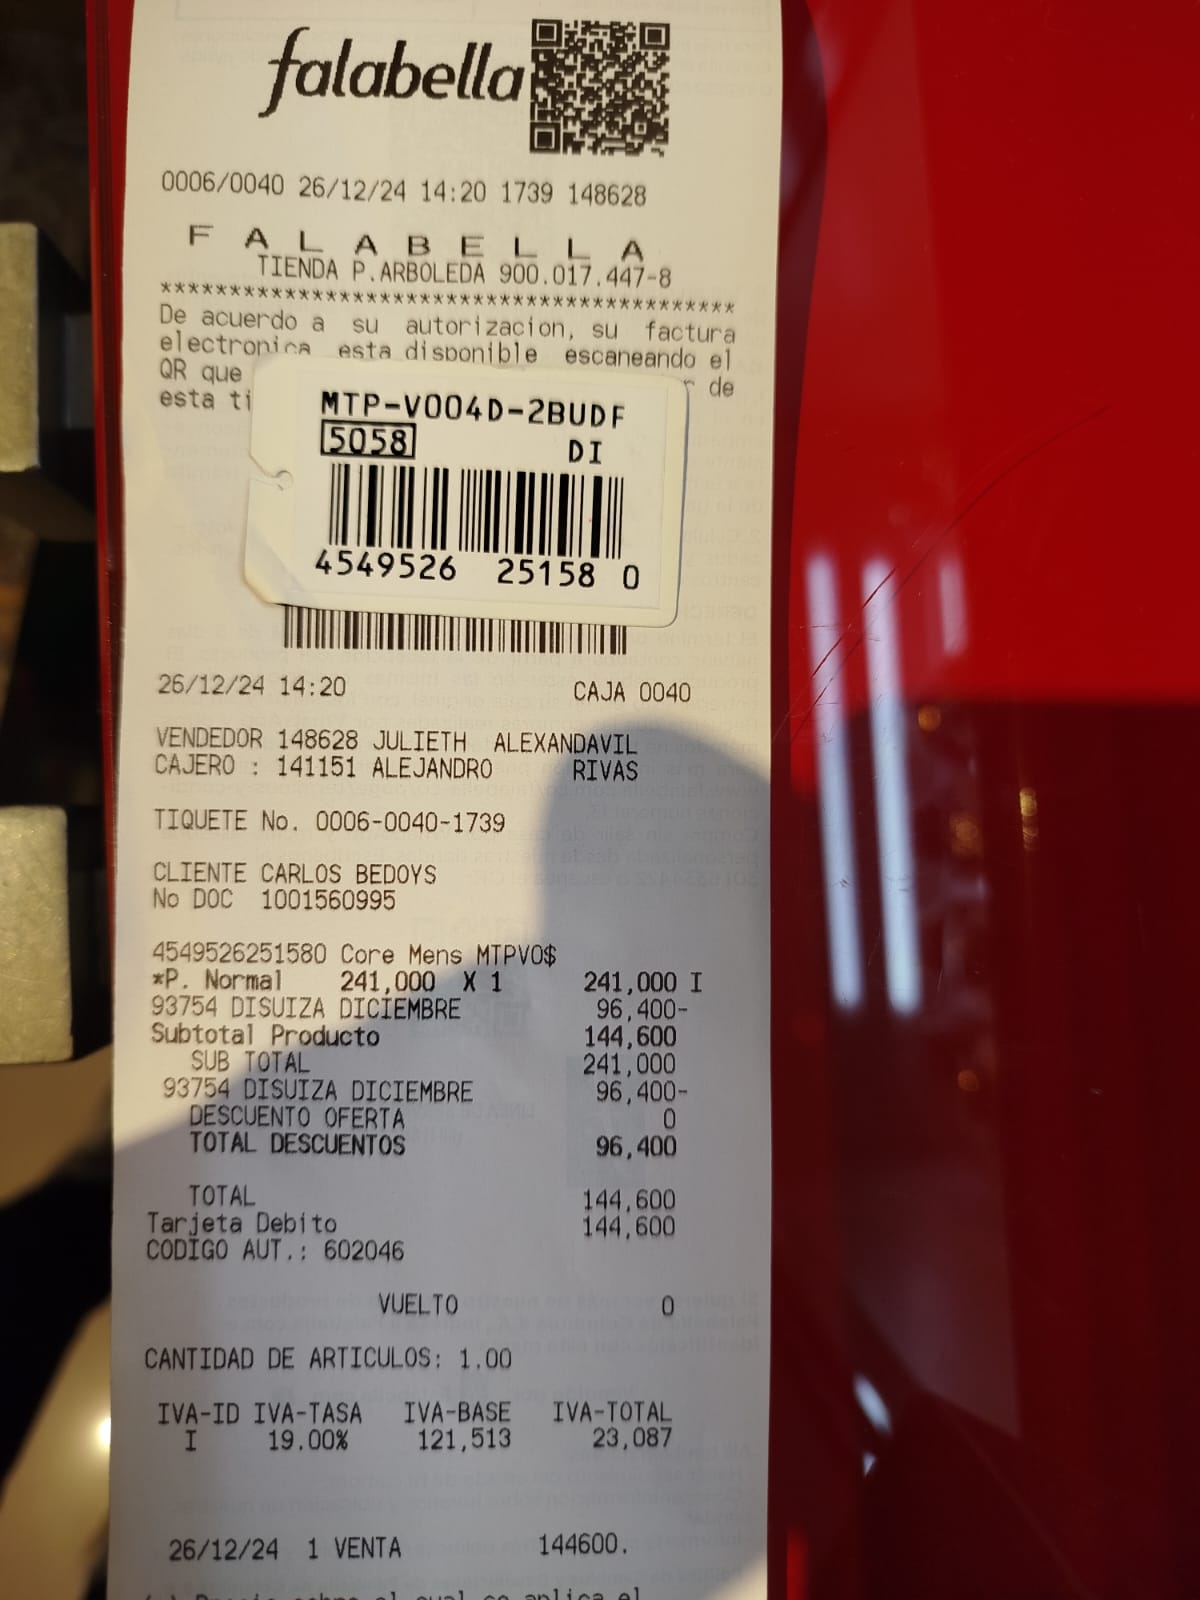 falabella
0006/0040 26/12/24 14:20 1739 148628
F A L A B E L L A
TIENDA P.ARBOLEDA 900.017.447-8
******************************************
De acuerdo a su autorizacion, su factura
electronica esta disponible escaneando el
QR que de
esta ti
MTP-V004D-2BUDF
5058 DI
4549526 25158 0
26/12/24 14:20 CAJA 0040
VENDEDOR 148628 JULIETH ALEXANDAVIL
CAJERO : 141151 ALEJANDRO RIVAS
TIQUETE No. 0006-0040-1739
CLIENTE CARLOS BEDOYS
No DOC 1001560995
4549526251580 Core Mens MTPVO$
*P. Normal 241,000 X 1 241,000 I
93754 DISUIZA DICIEMBRE 96,400-
Subtotal Producto 144,600
SUB TOTAL 241,000
93754 DISUIZA DICIEMBRE 96,400-
DESCUENTO OFERTA 0
TOTAL DESCUENTOS 96,400
TOTAL 144,600
Tarjeta Debito 144,600
CODIGO AUT.: 602046
VUELTO 0
CANTIDAD DE ARTICULOS: 1.00
IVA-ID IVA-TASA IVA-BASE IVA-TOTAL
I 19.00% 121,513 23,087
26/12/24 1 VENTA 144600.